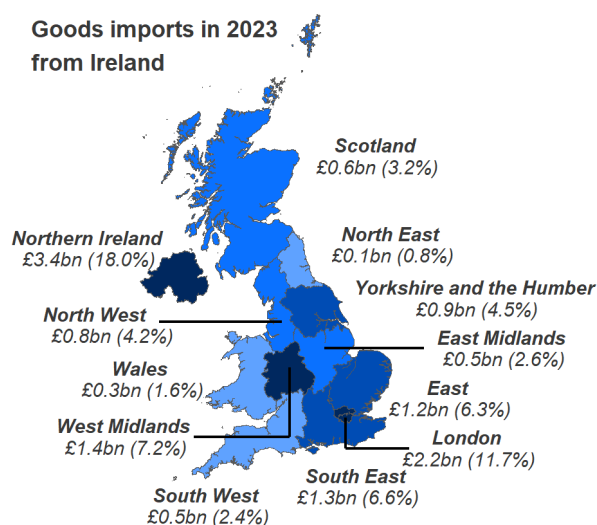 Goods imports in 2023
from Ireland
Scotland
£0.6bn (3.2%)
Northern Ireland
£3.4bn (18.0%)
North East
£0.1bn (0.8%)
Yorkshire and the Humber
£0.9bn (4.5%)
North West
£0.8bn (4.2%)
East Midlands
£0.5bn (2.6%)
Wales
£0.3bn (1.6%)
East
£1.2bn (6.3%)
West Midlands
£1.4bn (7.2%)
London
£2.2bn (11.7%)
South East
£1.3bn (6.6%)
South West
£0.5bn (2.4%)